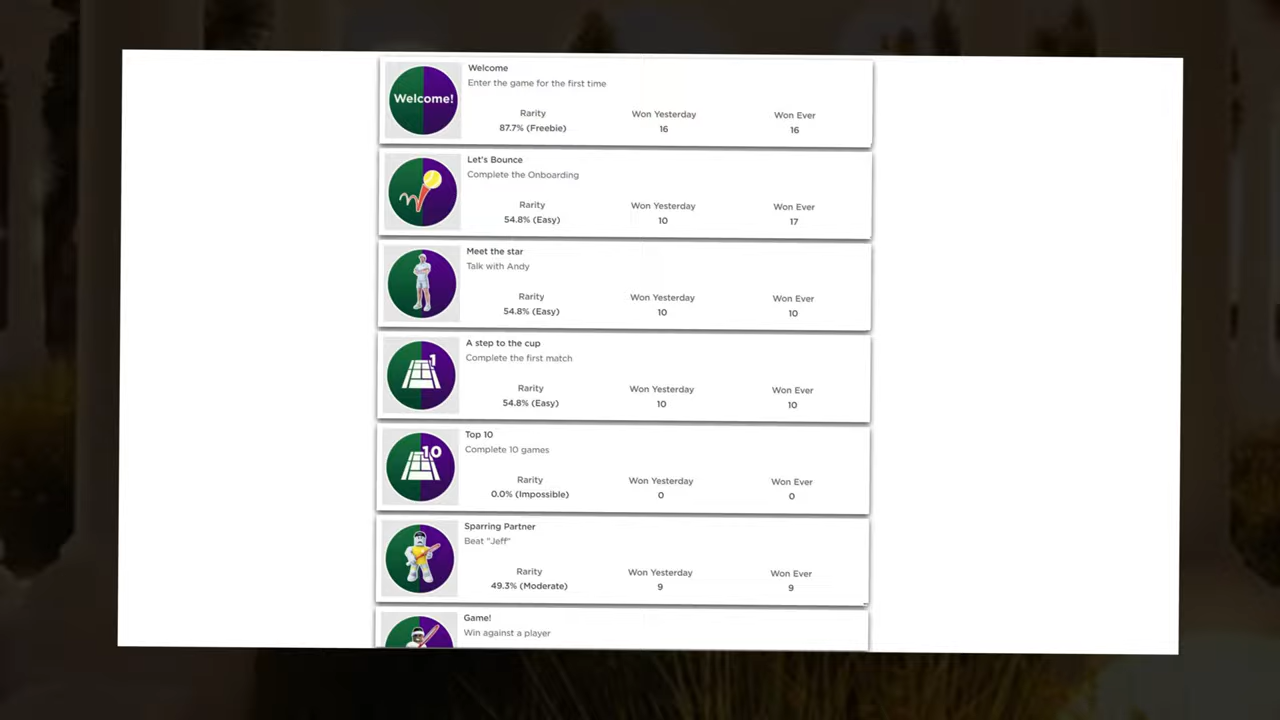 Welcome!
Welcome
Enter the game for the first time
Rarity Won Yesterday Won Ever
87.7% (Freebie) 16 16
Let's Bounce
Complete the Onboarding
Rarity Won Yesterday Won Ever
54.8% (Easy) 10 17
Meet the star
Talk with Andy
Rarity Won Yesterday Won Ever
54.8% (Easy) 10 10
1
A step to the cup
Complete the first match
Rarity Won Yesterday Won Ever
54.8% (Easy) 10 10
10
Top 10
Complete 10 games
Rarity Won Yesterday Won Ever
0.0% (Impossible) 0 0
Sparring Partner
Beat "Jeff"
Rarity Won Yesterday Won Ever
49.3% (Moderate) 9 9
Game!
Win against a player